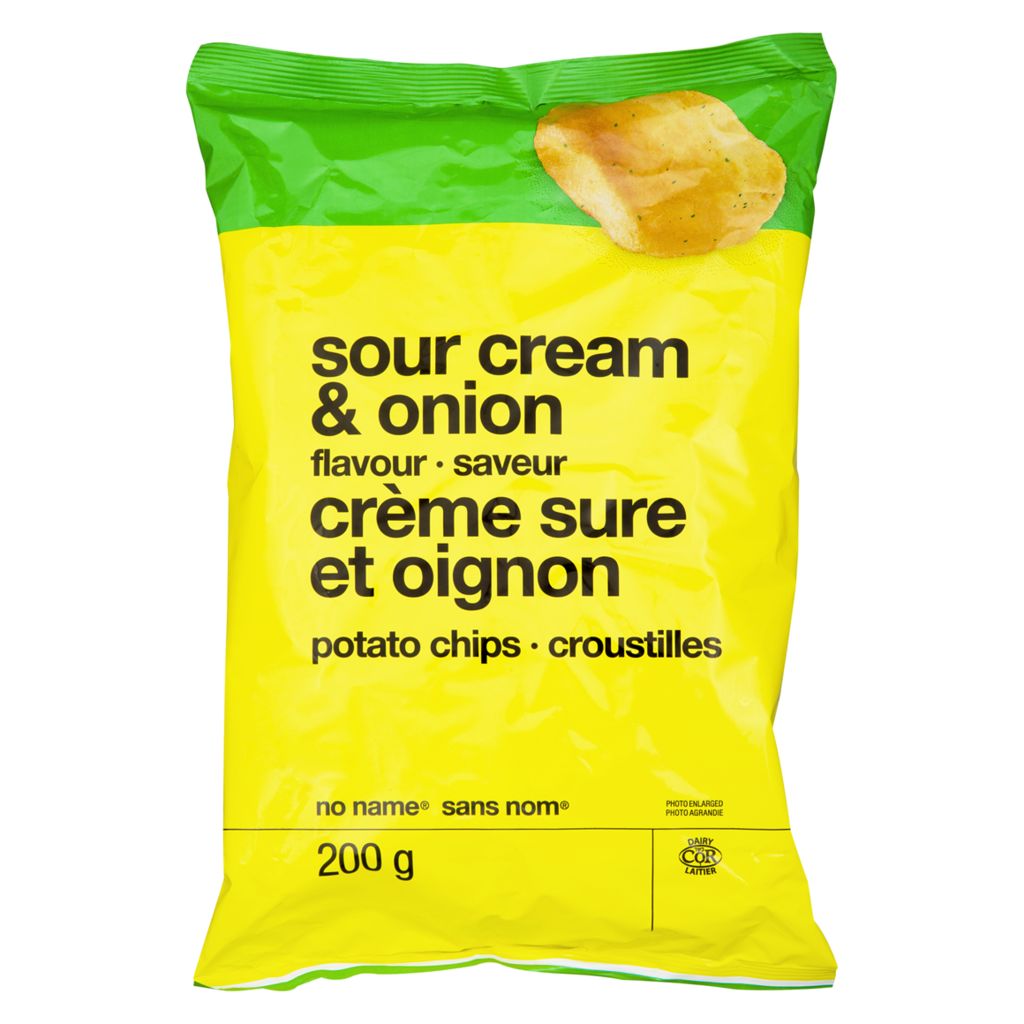 sour cream
& onion
flavour · saveur
crème sure
et oignon
potato chips · croustilles
no name® sans nom®
PHOTO ENLARGED
PHOTO AGRANDIE
200 g
DAIRY
COR
LAITIER